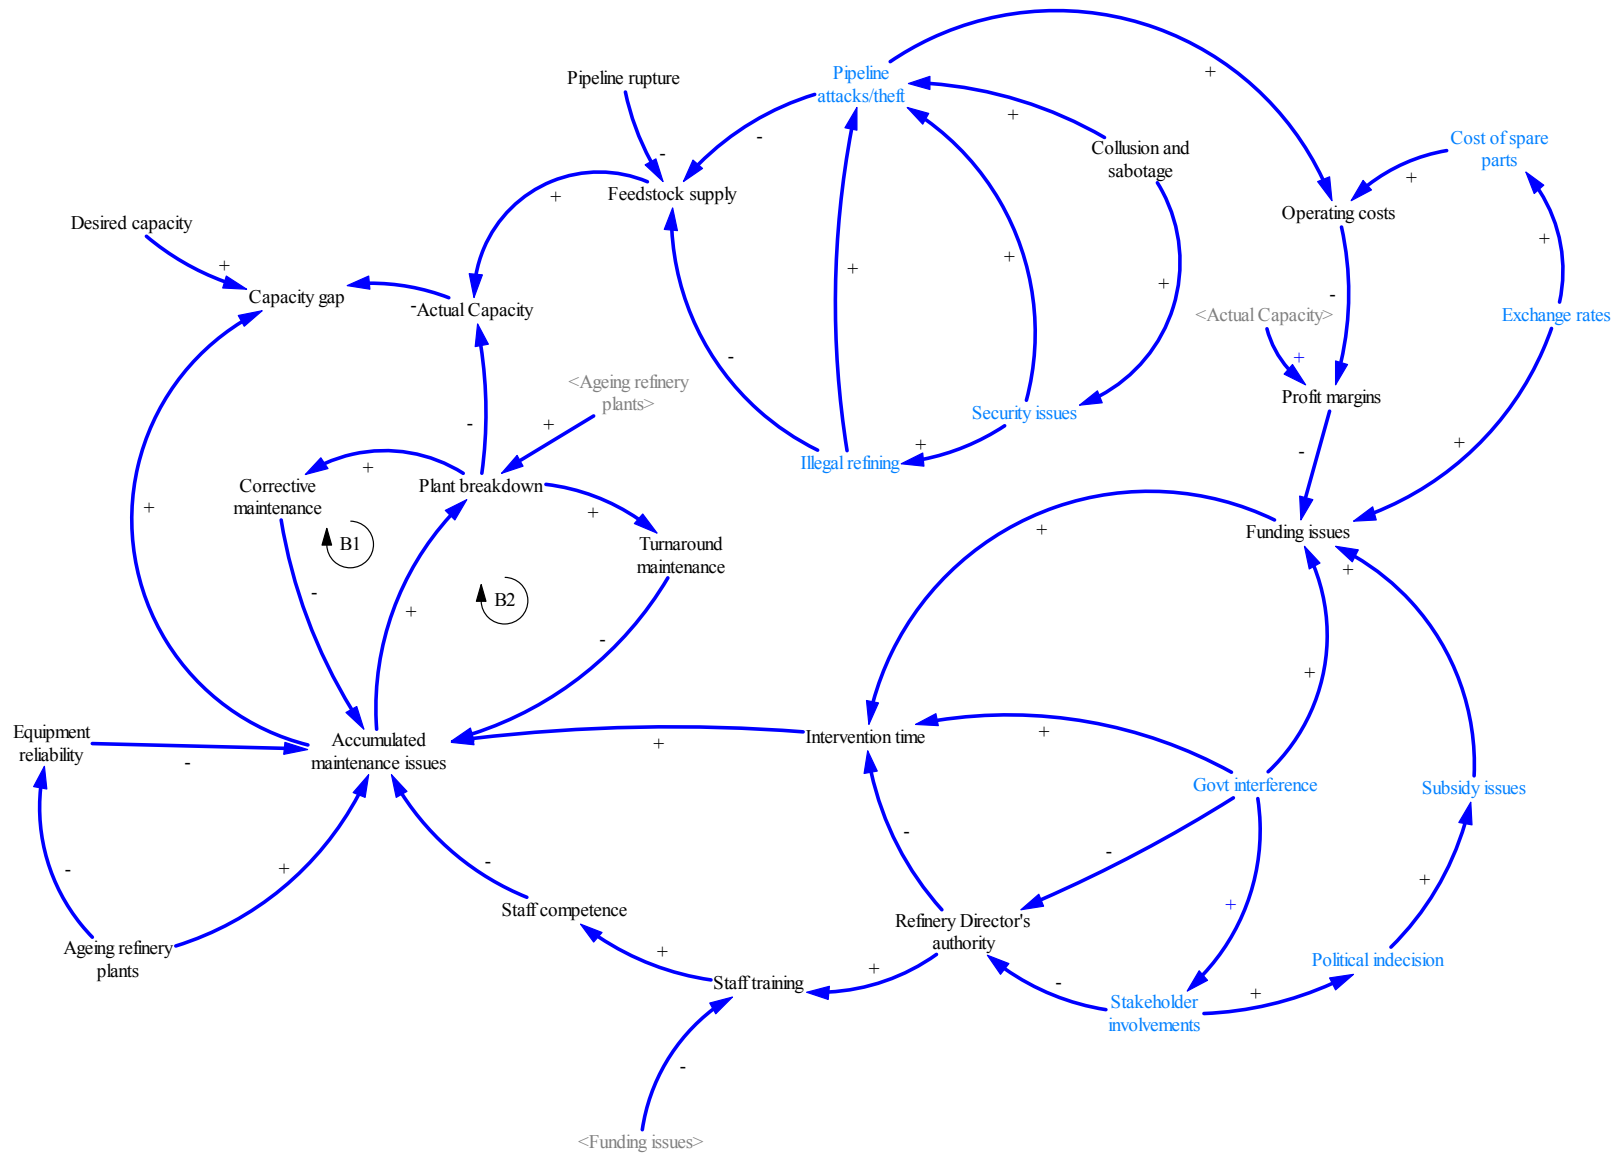 Pipeline rupture
Pipeline
attacks/theft
+
+
-
-
Collusion and
sabotage
Cost of spare
parts
+
Feedstock supply
+
Operating costs
Desired capacity
+
+
+
+
+
Capacity gap
-
Actual Capacity
-
<Actual Capacity>
Exchange rates
-
+
<Ageing refinery
plants>
Profit margins
-
+
Security issues
+
+
-
Illegal refining
+
Corrective
maintenance
Plant breakdown
+
+
B1
Turnaround
maintenance
+
Funding issues
+
-
B2
+
-
+
Equipment
reliability
-
Accumulated
maintenance issues
+
Intervention time
+
Govt interference
Subsidy issues
-
-
-
+
-
+
+
Staff competence
Refinery Director's
authority
Ageing refinery
plants
+
+
Political indecision
Staff training
-
+
Stakeholder
involvements
-
<Funding issues>